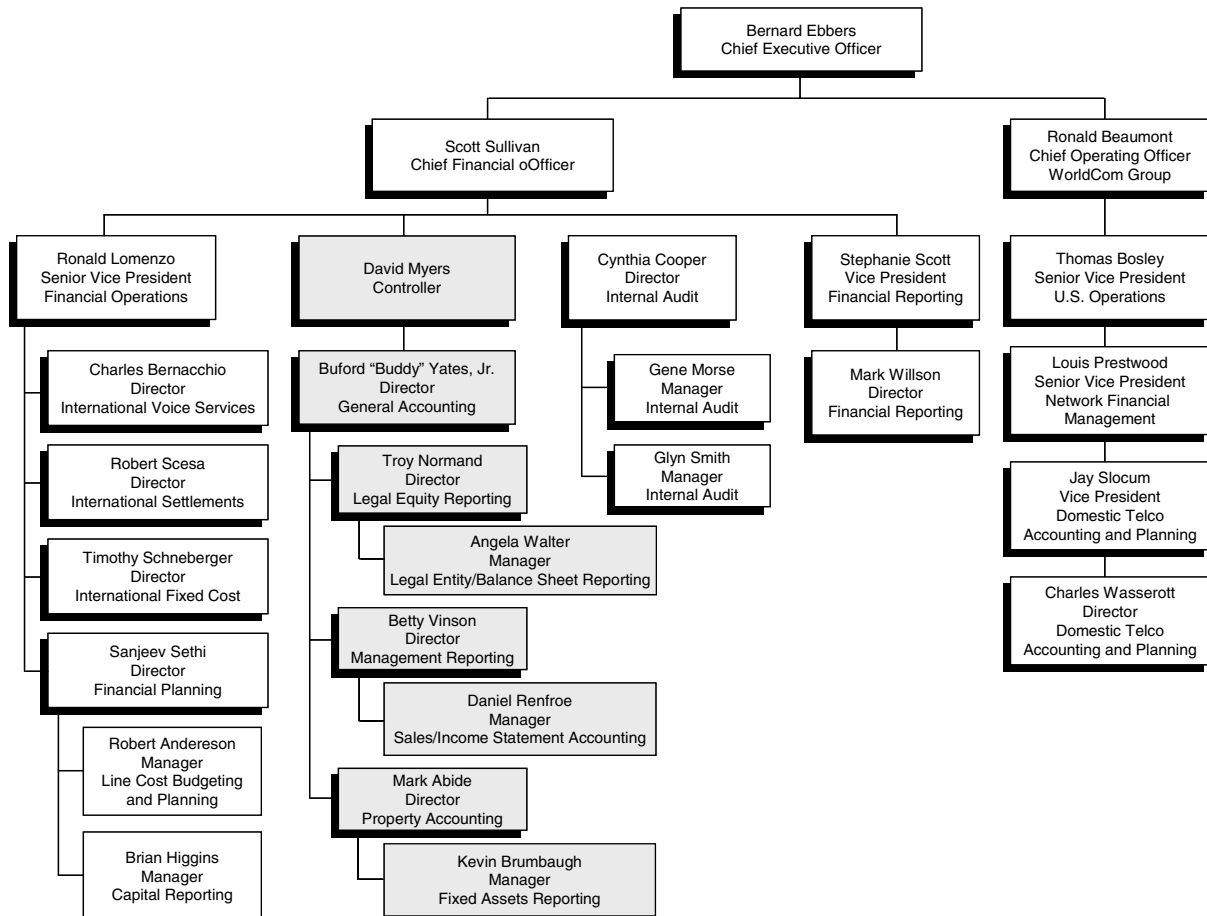 Bernard Ebbers
Chief Executive Officer
Scott Sullivan
Chief Financial oOfficer
Ronald Beaumont
Chief Operating Officer
WorldCom Group
Ronald Lomenzo
Senior Vice President
Financial Operations
David Myers
Controller
Cynthia Cooper
Director
Internal Audit
Stephanie Scott
Vice President
Financial Reporting
Thomas Bosley
Senior Vice President
U.S. Operations
Charles Bernacchio
Director
International Voice Services
Robert Scesa
Director
International Settlements
Timothy Schneberger
Director
International Fixed Cost
Sanjeev Sethi
Director
Financial Planning
Robert Andereson
Manager
Line Cost Budgeting
and Planning
Brian Higgins
Manager
Capital Reporting
Buford “Buddy” Yates, Jr.
Director
General Accounting
Troy Normand
Director
Legal Equity Reporting
Angela Walter
Manager
Legal Entity/Balance Sheet Reporting
Betty Vinson
Director
Management Reporting
Daniel Renfroe
Manager
Sales/Income Statement Accounting
Mark Abide
Director
Property Accounting
Kevin Brumbaugh
Manager
Fixed Assets Reporting
Gene Morse
Manager
Internal Audit
Glyn Smith
Manager
Internal Audit
Mark Willson
Director
Financial Reporting
Louis Prestwood
Senior Vice President
Network Financial
Management
Jay Slocum
Vice President
Domestic Telco
Accounting and Planning
Charles Wasserott
Director
Domestic Telco
Accounting and Planning